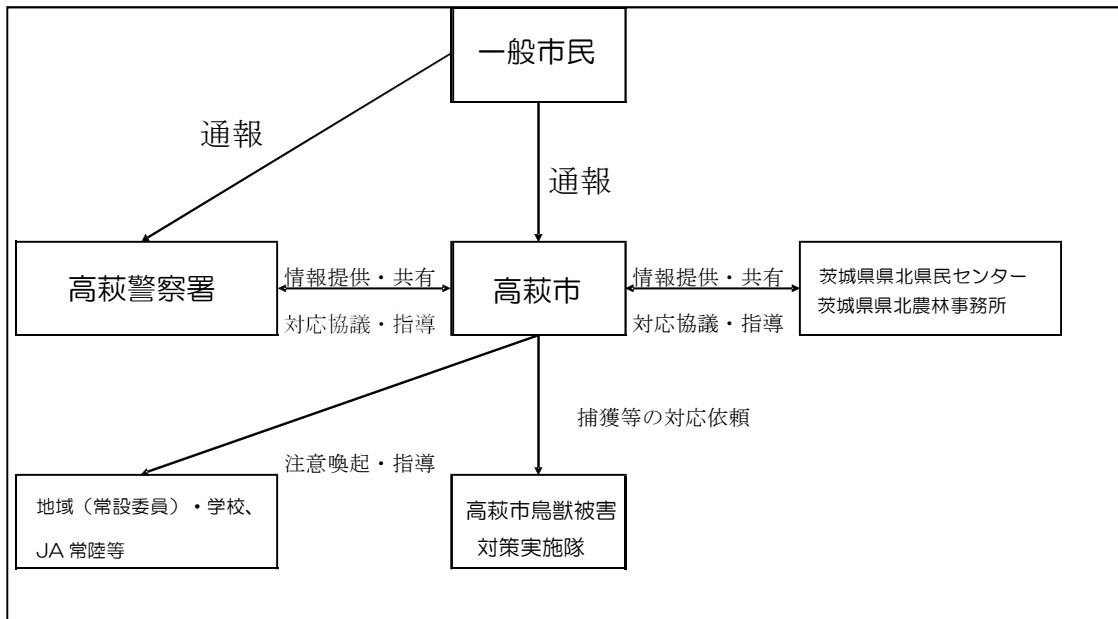 一般市民
通報
通報
高萩警察署
情報提供・共有
対応協議・指導
高萩市
情報提供・共有
対応協議・指導
茨城県県北県民センター
茨城県県北農林事務所
捕獲等の対応依頼
注意喚起・指導
地域（常設委員）・学校、
JA 常陸等
高萩市鳥獣被害
対策実施隊